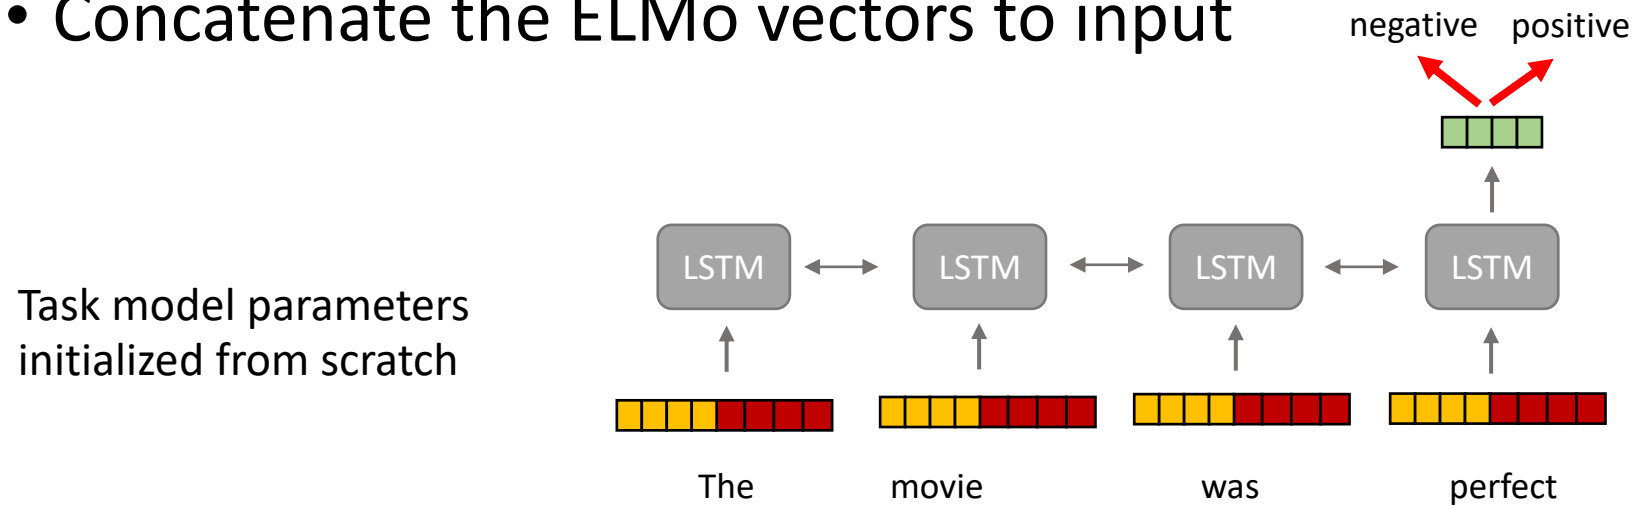 • Concatenate the ELMo vectors to input
negative positive
LSTM LSTM LSTM LSTM
Task model parameters
initialized from scratch
The movie was perfect